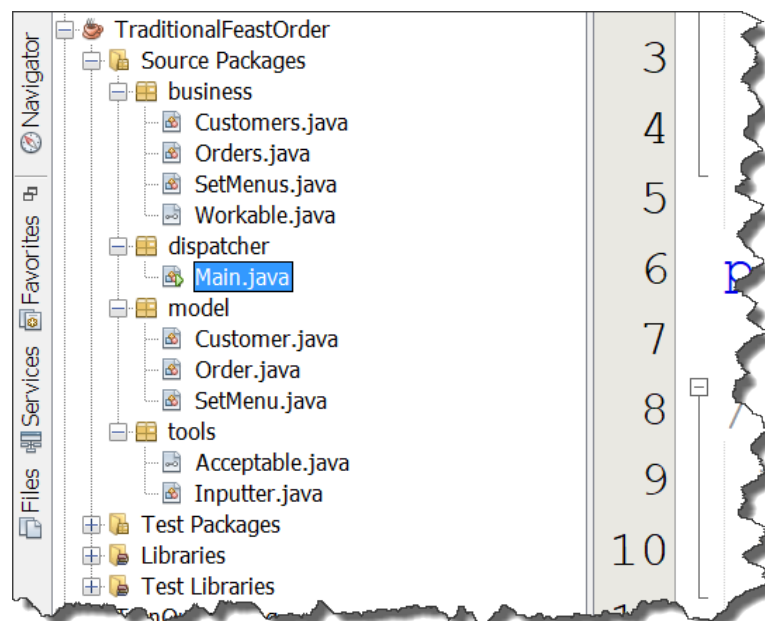 Navigator
Favorites
Services
Files
TraditionalFeastOrder
Source Packages
business
Customers.java
Orders.java
SetMenus.java
Workable.java
dispatcher
Main.java
model
Customer.java
Order.java
SetMenu.java
tools
Acceptable.java
Inputter.java
Test Packages
Libraries
Test Libraries
3
4
5
6 p
7
8 /
9
10